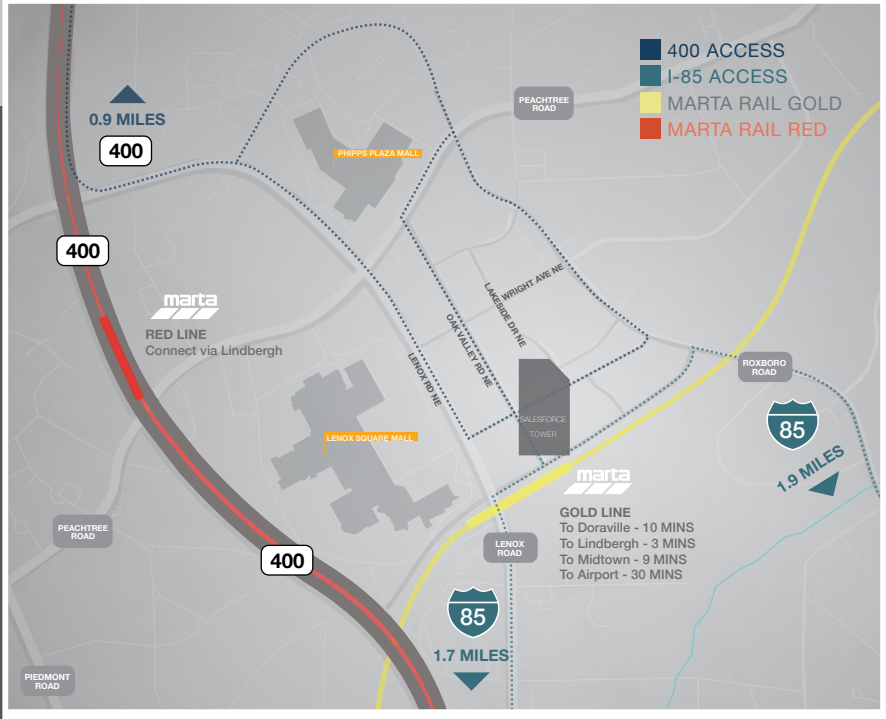 400 ACCESS
I-85 ACCESS
MARTA RAIL GOLD
MARTA RAIL RED
PEACHTREE
ROAD
0.9 MILES
400
PHIPPS PLAZA MALL
400
WRIGHT AVE NE
LAKESIDE DR NE
OAK VALLEY RD NE
LENOX RD NE
marta
RED LINE
Connect via Lindbergh
ROXBORO
ROAD
85
1.9 MILES
SALESFORCE
TOWER
LENOX SQUARE MALL
marta
GOLD LINE
To Doraville - 10 MINS
To Lindbergh - 3 MINS
To Midtown - 9 MINS
To Airport - 30 MINS
PEACHTREE
ROAD
LENOX
ROAD
400
85
1.7 MILES
PIEDMONT
ROAD